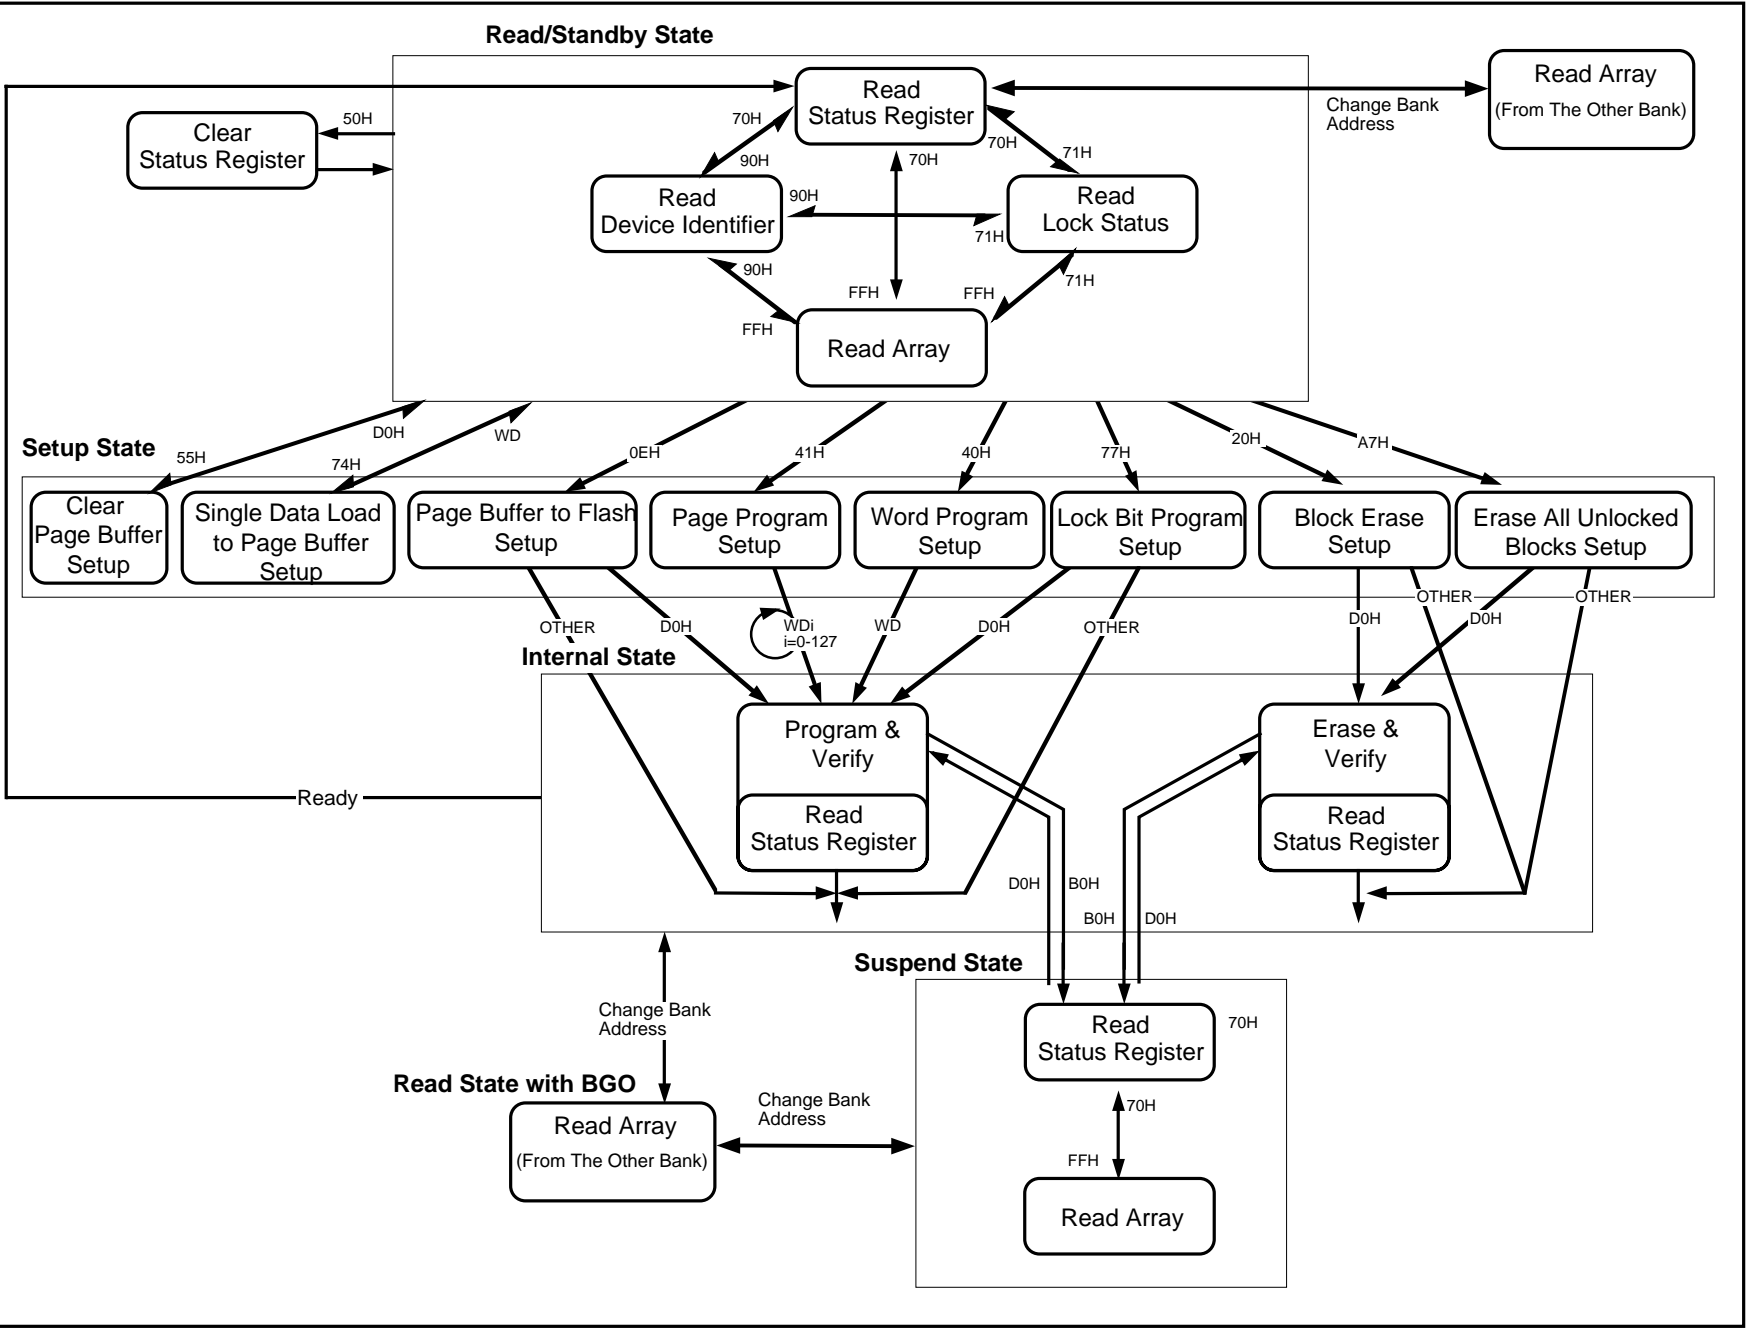 Read/Standby State
Read
Status Register
Read Array
(From The Other Bank)
Change Bank
Address
Clear
Status Register
50H
70H
90H
70H
70H
71H
Read
Device Identifier
90H
71H
Read
Lock Status
90H
FFH
FFH
FFH
71H
Read Array
Setup State
55H
D0H
74H
WD
0EH
41H
40H
77H
20H
A7H
Clear
Page Buffer
Setup
Single Data Load
to Page Buffer
Setup
Page Buffer to Flash
Setup
Page Program
Setup
Word Program
Setup
Lock Bit Program
Setup
Block Erase
Setup
Erase All Unlocked
Blocks Setup
OTHER
D0H
WDi
i=0-127
WD
D0H
OTHER
D0H
OTHER
D0H
OTHER
Internal State
Program &
Verify
Read
Status Register
Erase &
Verify
Read
Status Register
Ready
D0H
B0H
B0H
D0H
Suspend State
Change Bank
Address
Read
Status Register
70H
Read State with BGO
Read Array
(From The Other Bank)
Change Bank
Address
70H
FFH
Read Array